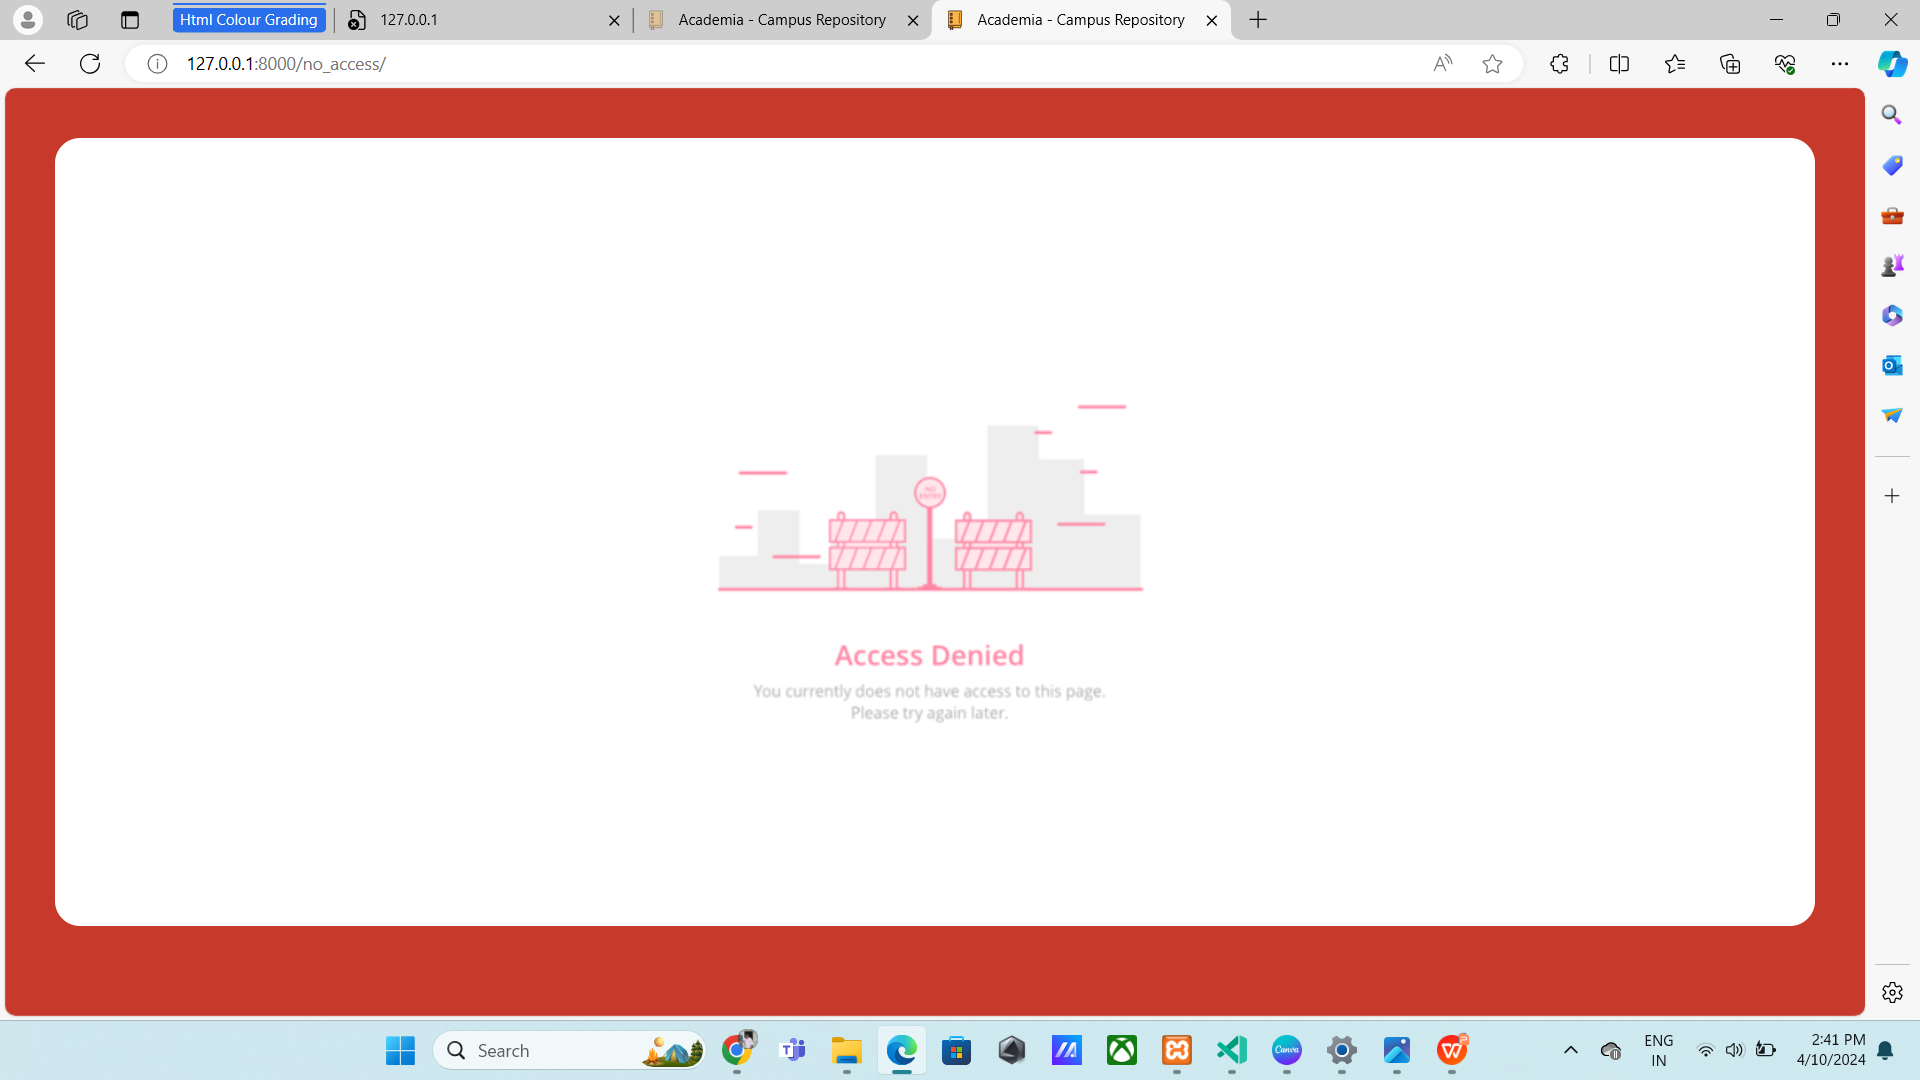 Html Colour Grading
127.0.0.1
Academia - Campus Repository
Academia - Campus Repository
127.0.0.1:8000/no_access/
NO
ENTRY
Access Denied
You currently does not have access to this page.
Please try again later.
Search
Canva
ENG
IN
2:41 PM
4/10/2024